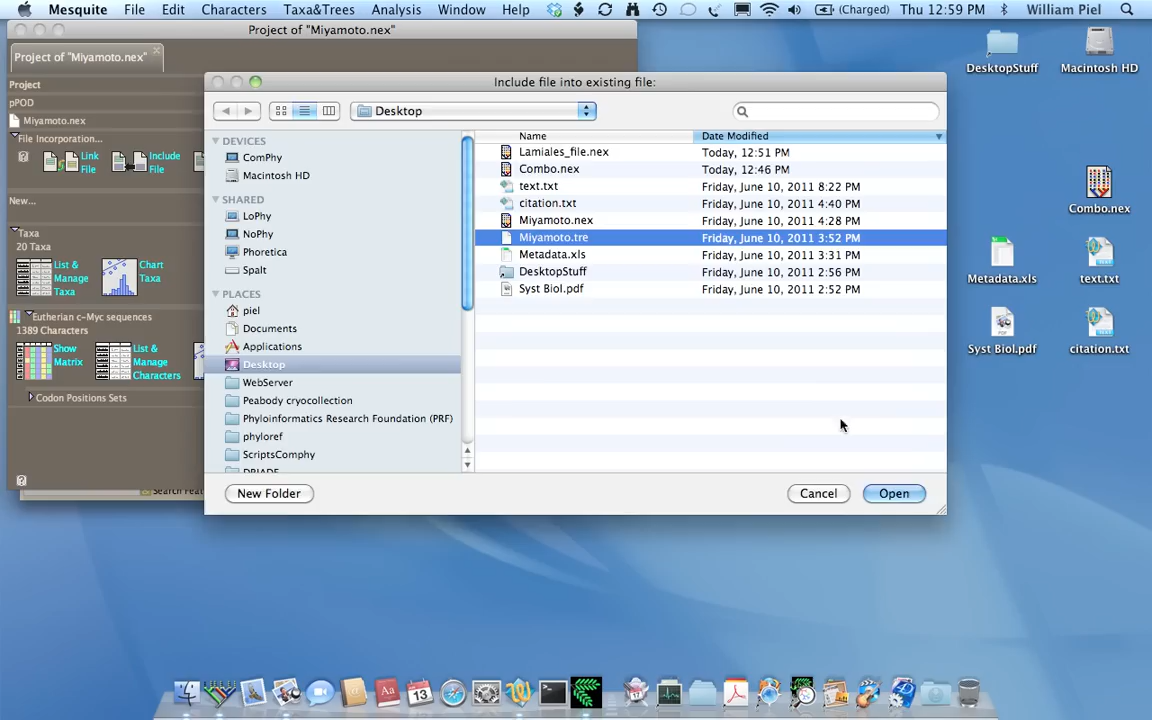 Mesquite File Edit Characters Taxa&Trees Analysis Window Help (Charged) Thu 12:59 PM William Piel
Project of "Miyamoto.nex"
Project of "Miyamoto.nex"
Project
pPOD
Miyamoto.nex
File Incorporation...
Link File
Include File
New...
Taxa
20 Taxa
List & Manage Taxa
Chart Taxa
Eutherian c-Myc sequences
1389 Characters
Show Matrix
List & Manage Characters
Codon Positions Sets
Include file into existing file:
Desktop
DEVICES
ComPhy
Macintosh HD
SHARED
LoPhy
NoPhy
Phoretica
Spalt
PLACES
piel
Documents
Applications
Desktop
WebServer
Peabody cryocollection
Phyloinformatics Research Foundation (PRF)
phyloref
ScriptsComphy
DRIADE
Name Date Modified
Lamiales_file.nex Today, 12:51 PM
Combo.nex Today, 12:46 PM
text.txt Friday, June 10, 2011 8:22 PM
citation.txt Friday, June 10, 2011 4:40 PM
Miyamoto.nex Friday, June 10, 2011 4:28 PM
Miyamoto.tre Friday, June 10, 2011 3:52 PM
Metadata.xls Friday, June 10, 2011 3:31 PM
DesktopStuff Friday, June 10, 2011 2:56 PM
Syst Biol.pdf Friday, June 10, 2011 2:52 PM
New Folder Cancel Open
DesktopStuff
Macintosh HD
Combo.nex
Metadata.xls
text.txt
Syst Biol.pdf
citation.txt